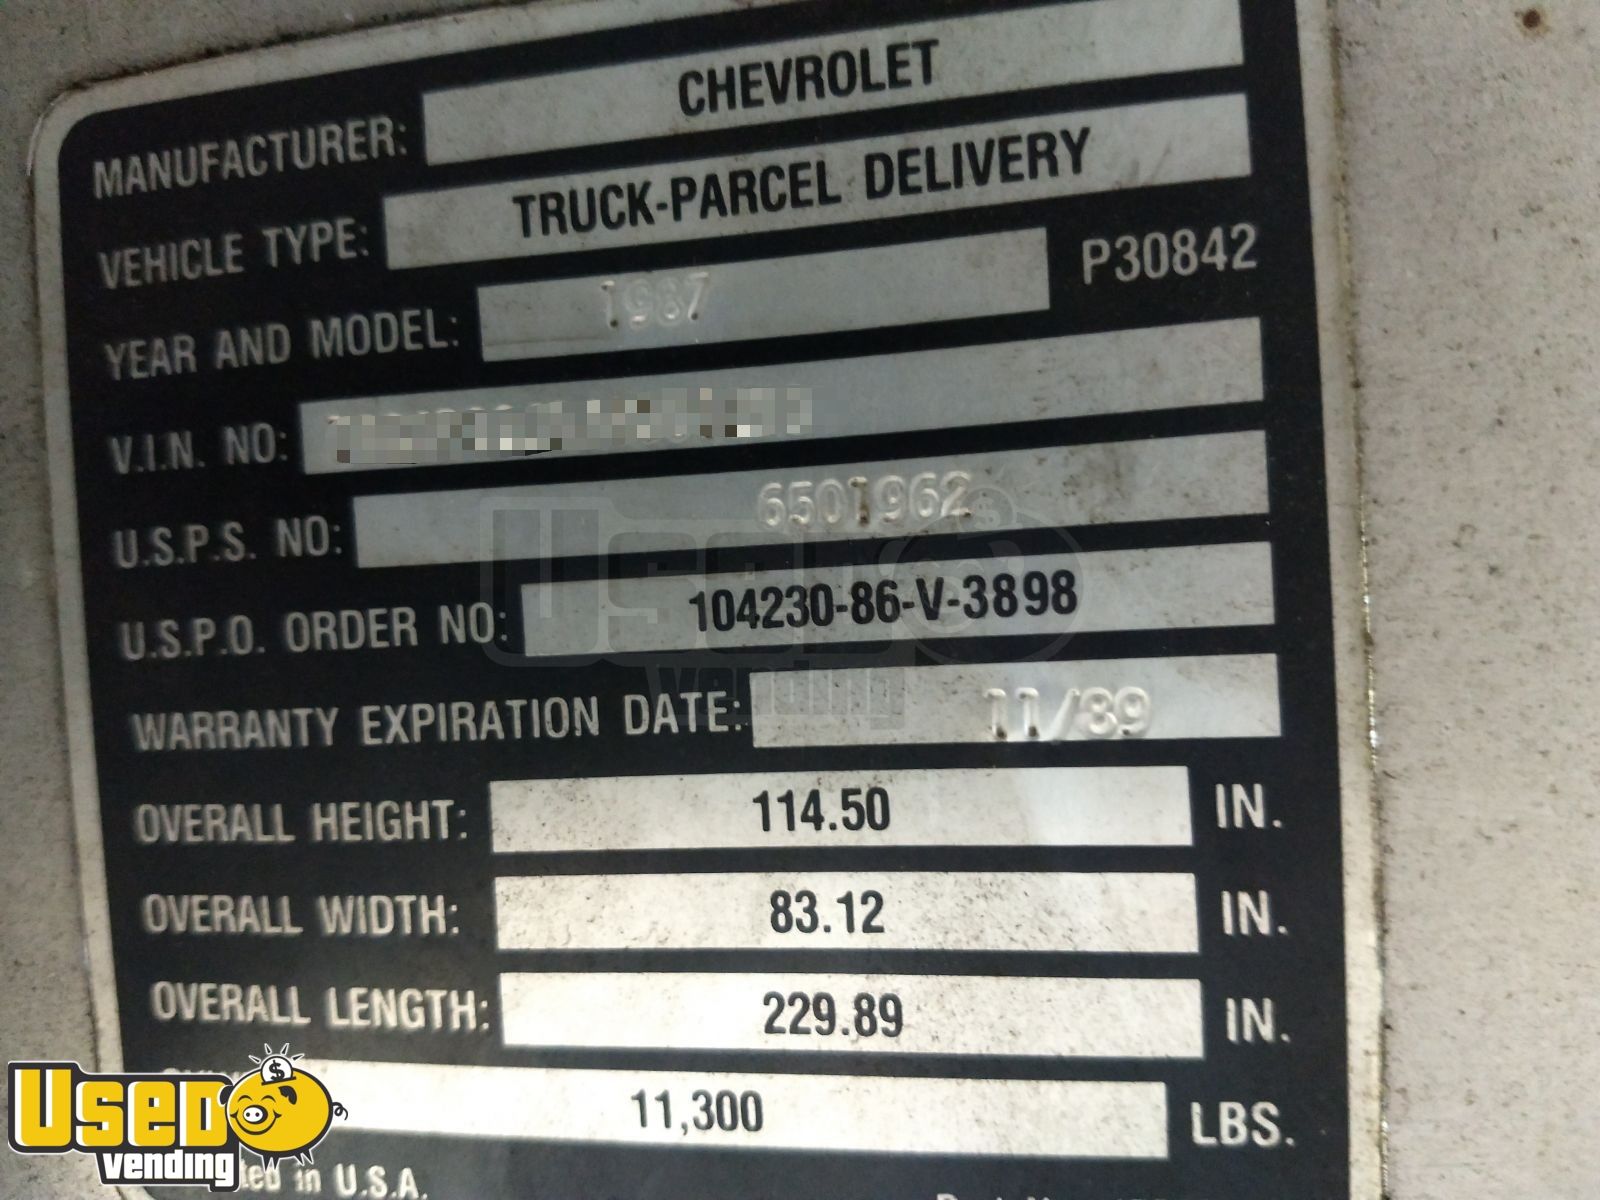 MANUFACTURER: CHEVROLET
VEHICLE TYPE: TRUCK-PARCEL DELIVERY
YEAR AND MODEL: 1987 P30842
V.I.N. NO:
U.S.P.S. NO: 6501962
U.S.P.O. ORDER NO: 104230-86-V-3898
WARRANTY EXPIRATION DATE: 11/89
OVERALL HEIGHT: 114.50 IN.
OVERALL WIDTH: 83.12 IN.
OVERALL LENGTH: 229.89 IN.
11,300 LBS.
in U.S.A.
Used vending
Used vending